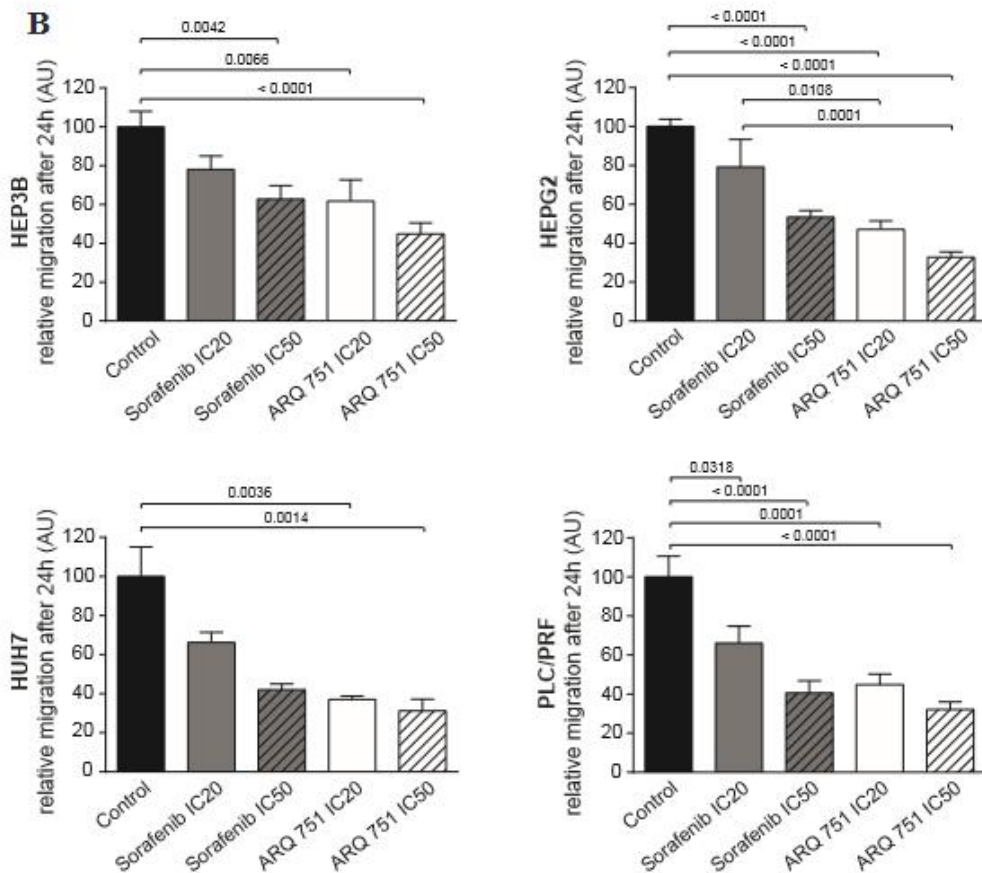 B
0.0042
0.0066
< 0.0001
HEP3B
relative migration after 24h (AU)
120
100
80
60
40
20
0
Control
Sorafenib IC20
Sorafenib IC50
ARQ 751 IC20
ARQ 751 IC50
< 0.0001
< 0.0001
< 0.0001
0.0108
0.0001
HEPG2
relative migration after 24h (AU)
120
100
80
60
40
20
0
Control
Sorafenib IC20
Sorafenib IC50
ARQ 751 IC20
ARQ 751 IC50
0.0036
0.0014
HUH7
relative migration after 24h (AU)
120
100
80
60
40
20
0
Control
Sorafenib IC20
Sorafenib IC50
ARQ 751 IC20
ARQ 751 IC50
0.0318
< 0.0001
0.0001
< 0.0001
PLC/PRF
relative migration after 24h (AU)
120
100
80
60
40
20
0
Control
Sorafenib IC20
Sorafenib IC50
ARQ 751 IC20
ARQ 751 IC50